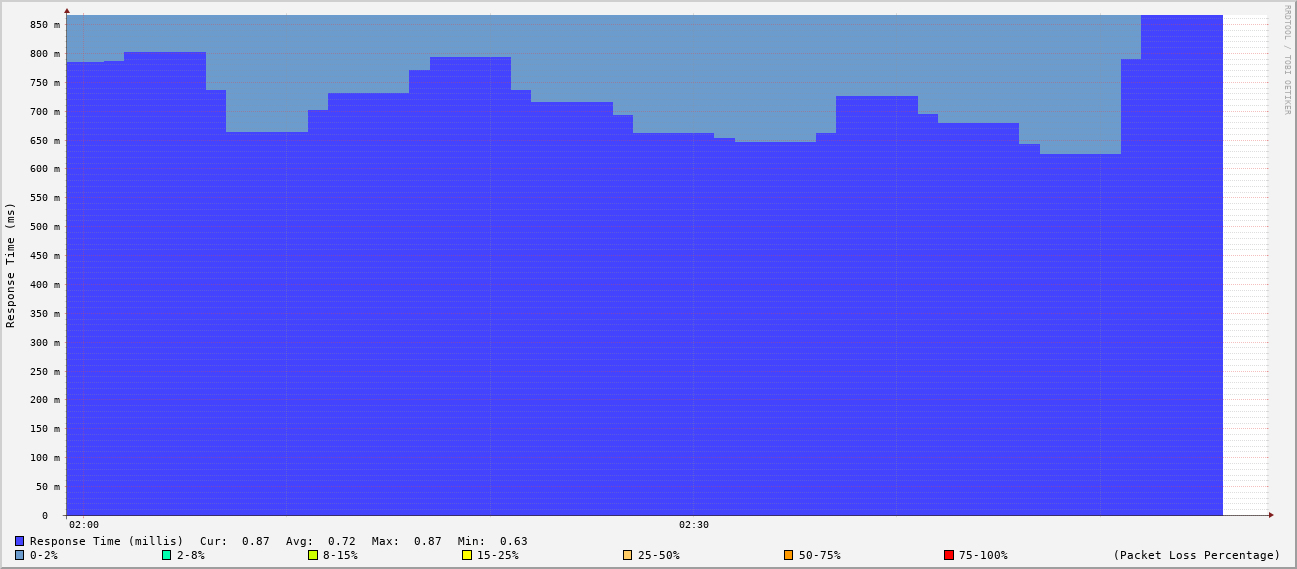 RRDTOOL / TOBI OETIKER
Response Time (ms)
850 m
800 m
750 m
700 m
650 m
600 m
550 m
500 m
450 m
400 m
350 m
300 m
250 m
200 m
150 m
100 m
50 m
0
02:00 02:30
Response Time (millis) Cur: 0.87 Avg: 0.72 Max: 0.87 Min: 0.63
0-2% 2-8% 8-15% 15-25% 25-50% 50-75% 75-100% (Packet Loss Percentage)